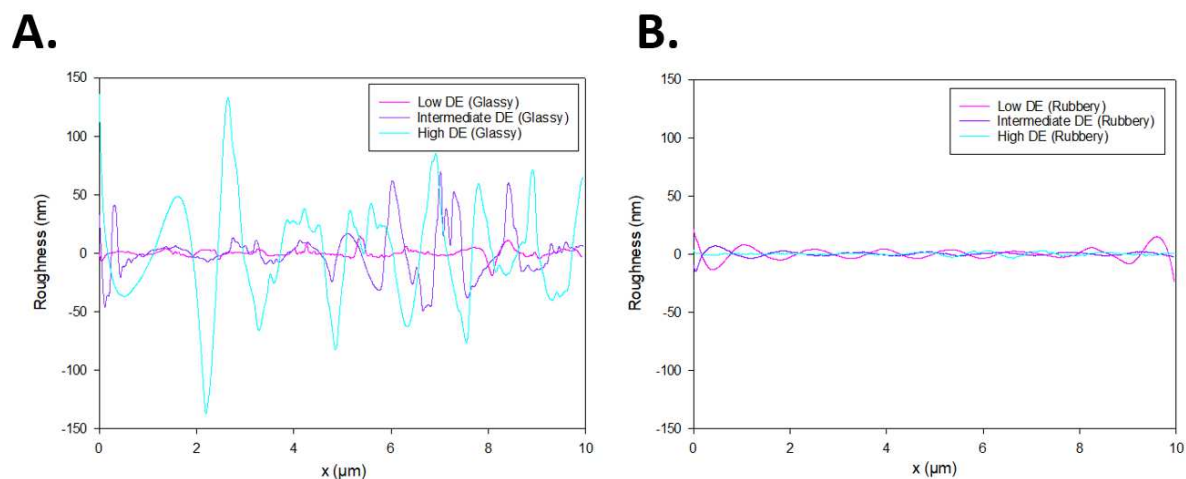 A.
B.
150
100
50
0
-50
-100
-150
Roughness (nm)
Low DE (Glassy)
Intermediate DE (Glassy)
High DE (Glassy)
0 2 4 6 8 10
x (µm)
150
100
50
0
-50
-100
-150
Roughness (nm)
Low DE (Rubbery)
Intermediate DE (Rubbery)
High DE (Rubbery)
0 2 4 6 8 10
x (µm)